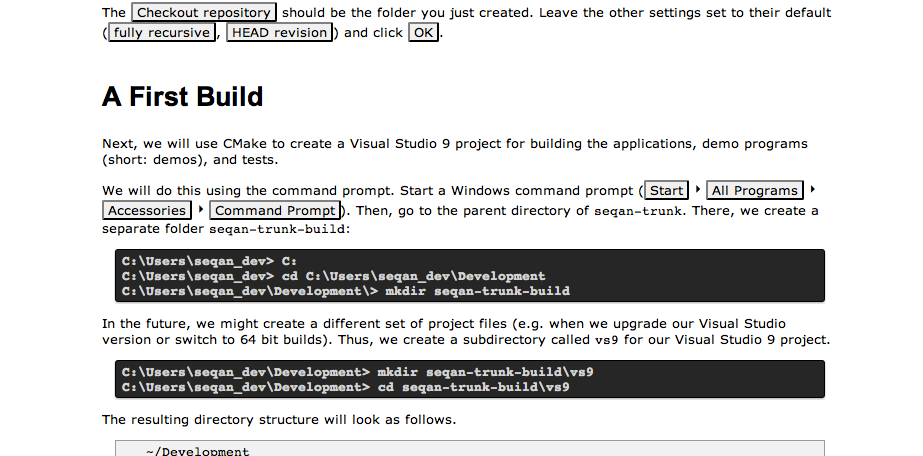 The Checkout repository should be the folder you just created. Leave the other settings set to their default
(fully recursive, HEAD revision) and click OK.
A First Build
Next, we will use CMake to create a Visual Studio 9 project for building the applications, demo programs
(short: demos), and tests.
We will do this using the command prompt. Start a Windows command prompt (Start ‣ All Programs ‣
Accessories ‣ Command Prompt). Then, go to the parent directory of seqan-trunk. There, we create a
separate folder seqan-trunk-build:
C:\Users\seqan_dev> C:
C:\Users\seqan_dev> cd C:\Users\seqan_dev\Development
C:\Users\seqan_dev\Development\> mkdir seqan-trunk-build
In the future, we might create a different set of project files (e.g. when we upgrade our Visual Studio
version or switch to 64 bit builds). Thus, we create a subdirectory called vs9 for our Visual Studio 9 project.
C:\Users\seqan_dev\Development> mkdir seqan-trunk-build\vs9
C:\Users\seqan_dev\Development> cd seqan-trunk-build\vs9
The resulting directory structure will look as follows.
~/Development